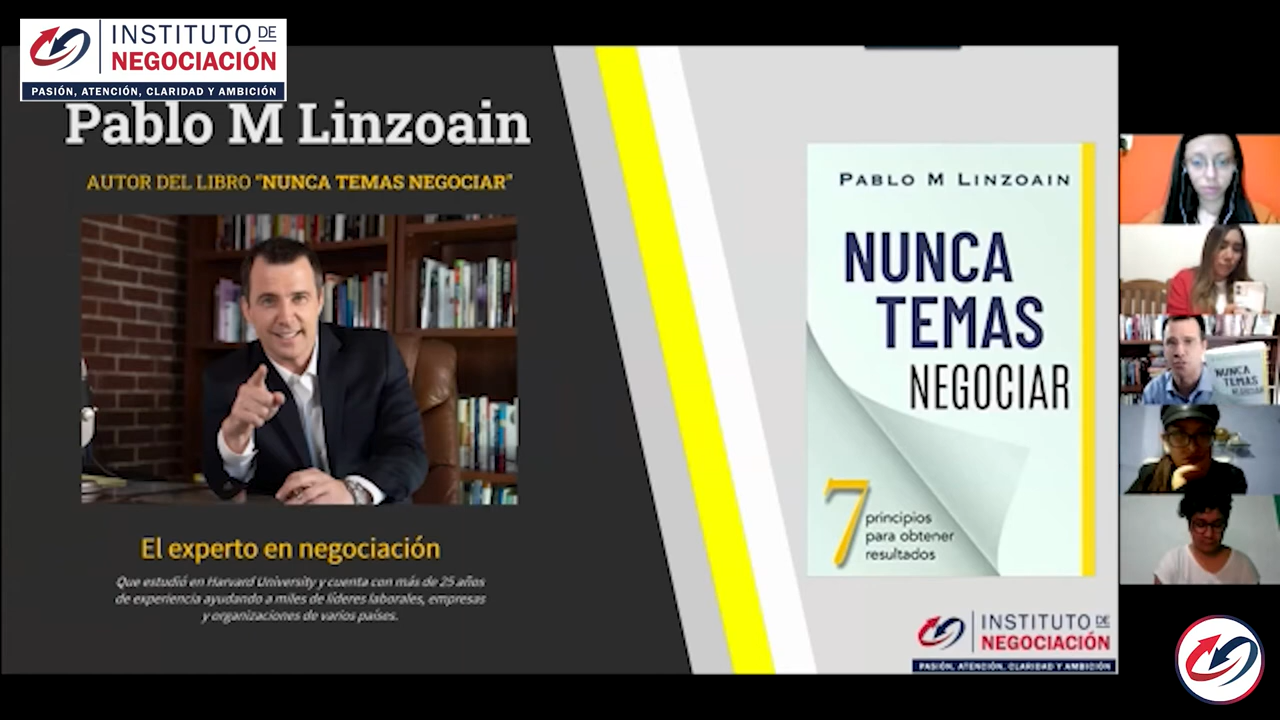 INSTITUTO DE
NEGOCIACIÓN
PASIÓN, ATENCIÓN, CLARIDAD Y AMBICIÓN
Pablo M Linzoain
AUTOR DEL LIBRO "NUNCA TEMAS NEGOCIAR"
El experto en negociación
Que estudió en Harvard University y cuenta con más de 25 años
de experiencia ayudando a miles de líderes laborales, empresas
y organizaciones de varios países.
PABLO M LINZOAIN
NUNCA
TEMAS
NEGOCIAR
7 principios
para obtener
resultados
INSTITUTO DE
NEGOCIACIÓN
PASIÓN, ATENCIÓN, CLARIDAD Y AMBICIÓN
NUNCA
TEMAS
NEGOCIAR